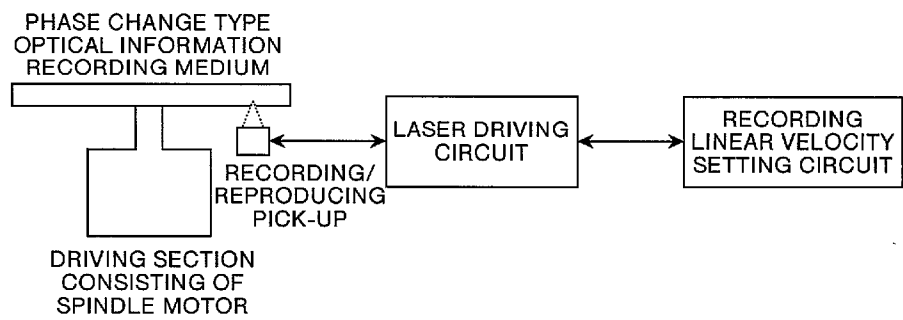 PHASE CHANGE TYPE
OPTICAL INFORMATION
RECORDING MEDIUM
LASER DRIVING
CIRCUIT
RECORDING
LINEAR VELOCITY
SETTING CIRCUIT
RECORDING/
REPRODUCING
PICK-UP
DRIVING SECTION
CONSISTING OF
SPINDLE MOTOR